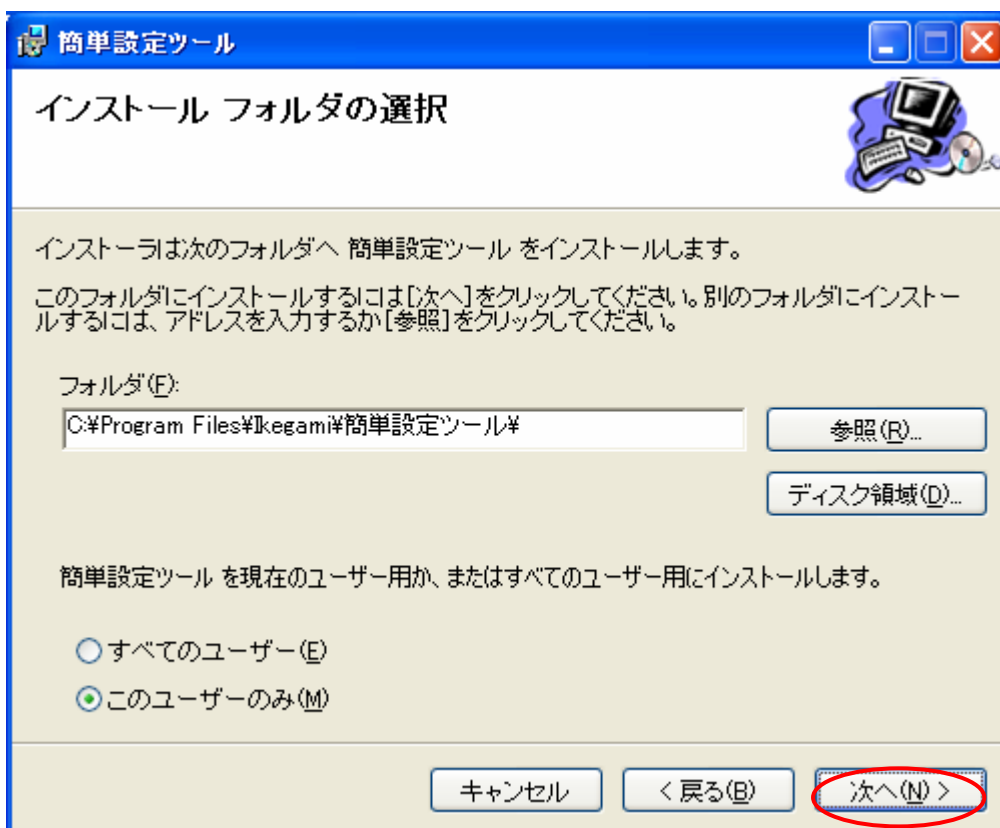 簡単設定ツール
インストール フォルダの選択
インストーラは次のフォルダへ 簡単設定ツール をインストールします。
このフォルダにインストールするには[次へ]をクリックしてください。別のフォルダにインストー
ルするには、アドレスを入力するか[参照]をクリックしてください。
フォルダ(F):
C:¥Program Files¥Ikegami¥簡単設定ツール¥
参照(R)...
ディスク領域(D)...
簡単設定ツール を現在のユーザー用か、またはすべてのユーザー用にインストールします。
すべてのユーザー(E)
このユーザーのみ(M)
キャンセル
< 戻る(B)
次へ(N) >